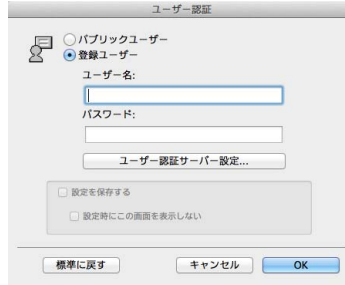 ユーザー認証
パブリックユーザー
登録ユーザー
ユーザー名:
パスワード:
ユーザー認証サーバー設定...
設定を保存する
設定時にこの画面を表示しない
標準に戻す
キャンセル
OK